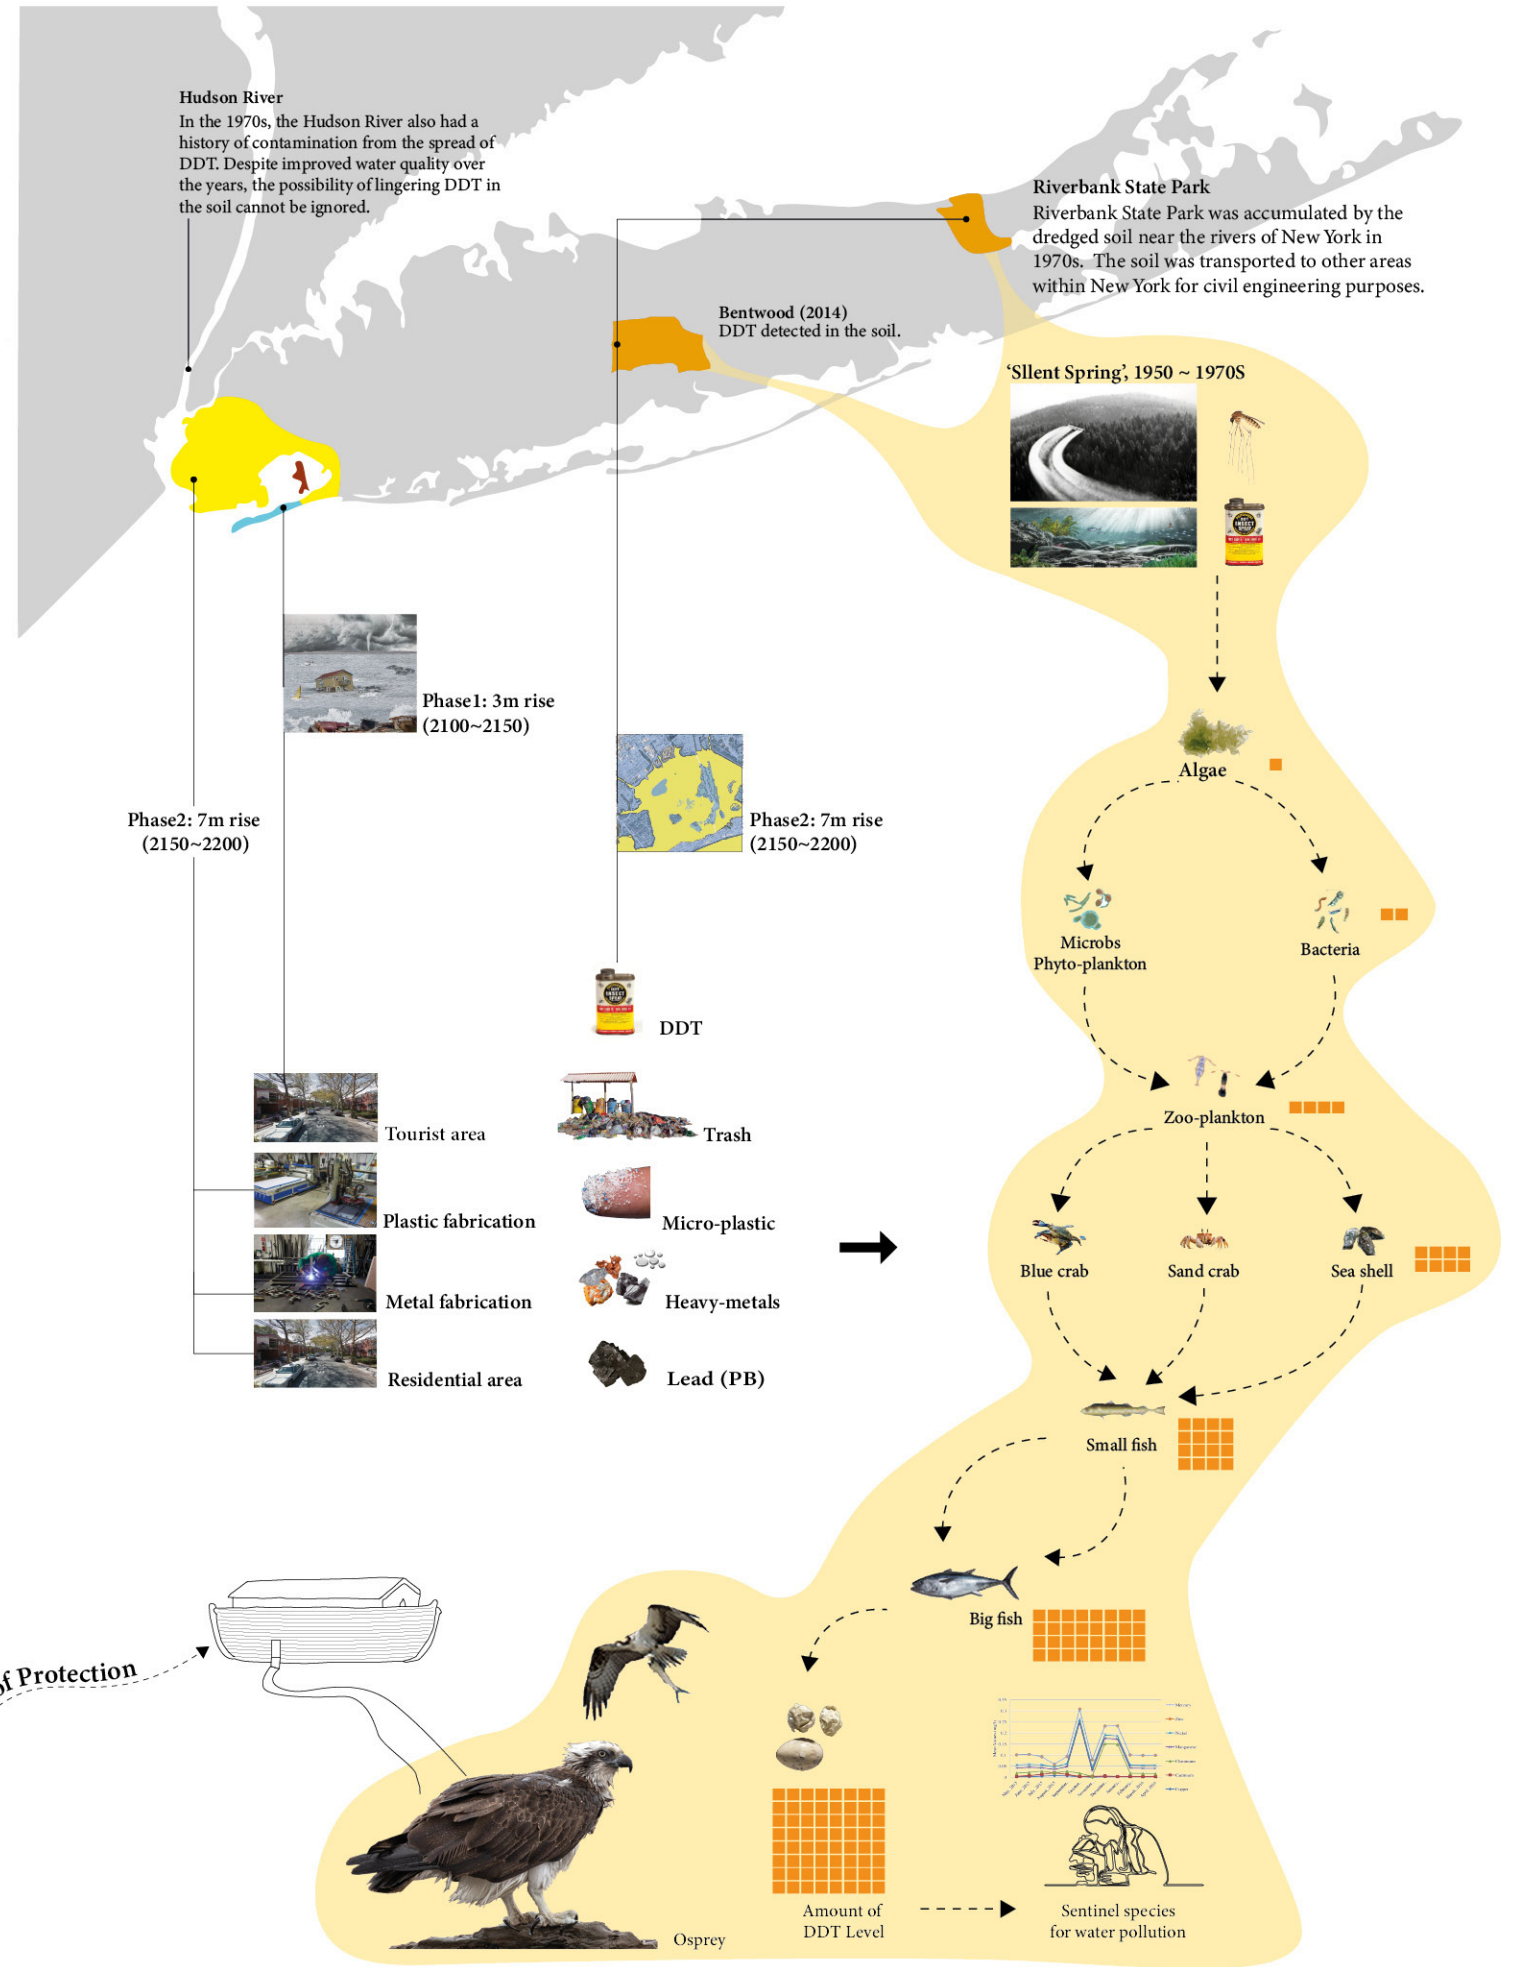 Hudson River
In the 1970s, the Hudson River also had a
history of contamination from the spread of
DDT. Despite improved water quality over
the years, the possibility of lingering DDT in
the soil cannot be ignored.
Riverbank State Park
Riverbank State Park was accumulated by the
dredged soil near the rivers of New York in
1970s. The soil was transported to other areas
within New York for civil engineering purposes.
Bentwood (2014)
DDT detected in the soil.
‘Sllent Spring’, 1950 ~ 1970S
INSECT
Phase1: 3m rise
(2100~2150)
Phase2: 7m rise
(2150~2200)
Phase2: 7m rise
(2150~2200)
Algae
Microbs
Phyto-plankton
Bacteria
INSECT
DDT
Zoo-plankton
Tourist area
Trash
Plastic fabrication
Micro-plastic
Blue crab
Sand crab
Sea shell
Metal fabrication
Heavy-metals
Residential area
Lead (PB)
Small fish
Big fish
of Protection
Amount of
DDT Level
Sentinel species
for water pollution
Osprey